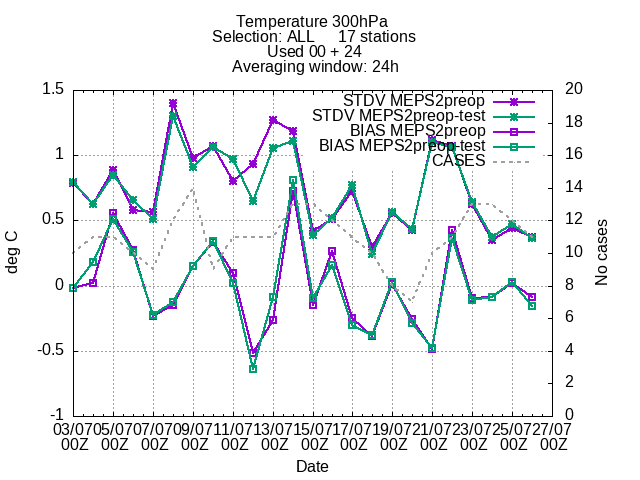 Temperature 300hPa
Selection: ALL 17 stations
Used 00 + 24
Averaging window: 24h
STDV MEPS2preop
STDV MEPS2preop-test
BIAS MEPS2preop
BIAS MEPS2preop-test
CASES
deg C
1.5
1
0.5
0
-0.5
-1
No cases
20
18
16
14
12
10
8
6
4
2
0
03/07 05/07 07/07 09/07 11/07 13/07 15/07 17/07 19/07 21/07 23/07 25/07 27/07
00Z 00Z 00Z 00Z 00Z 00Z 00Z 00Z 00Z 00Z 00Z 00Z 00Z
Date